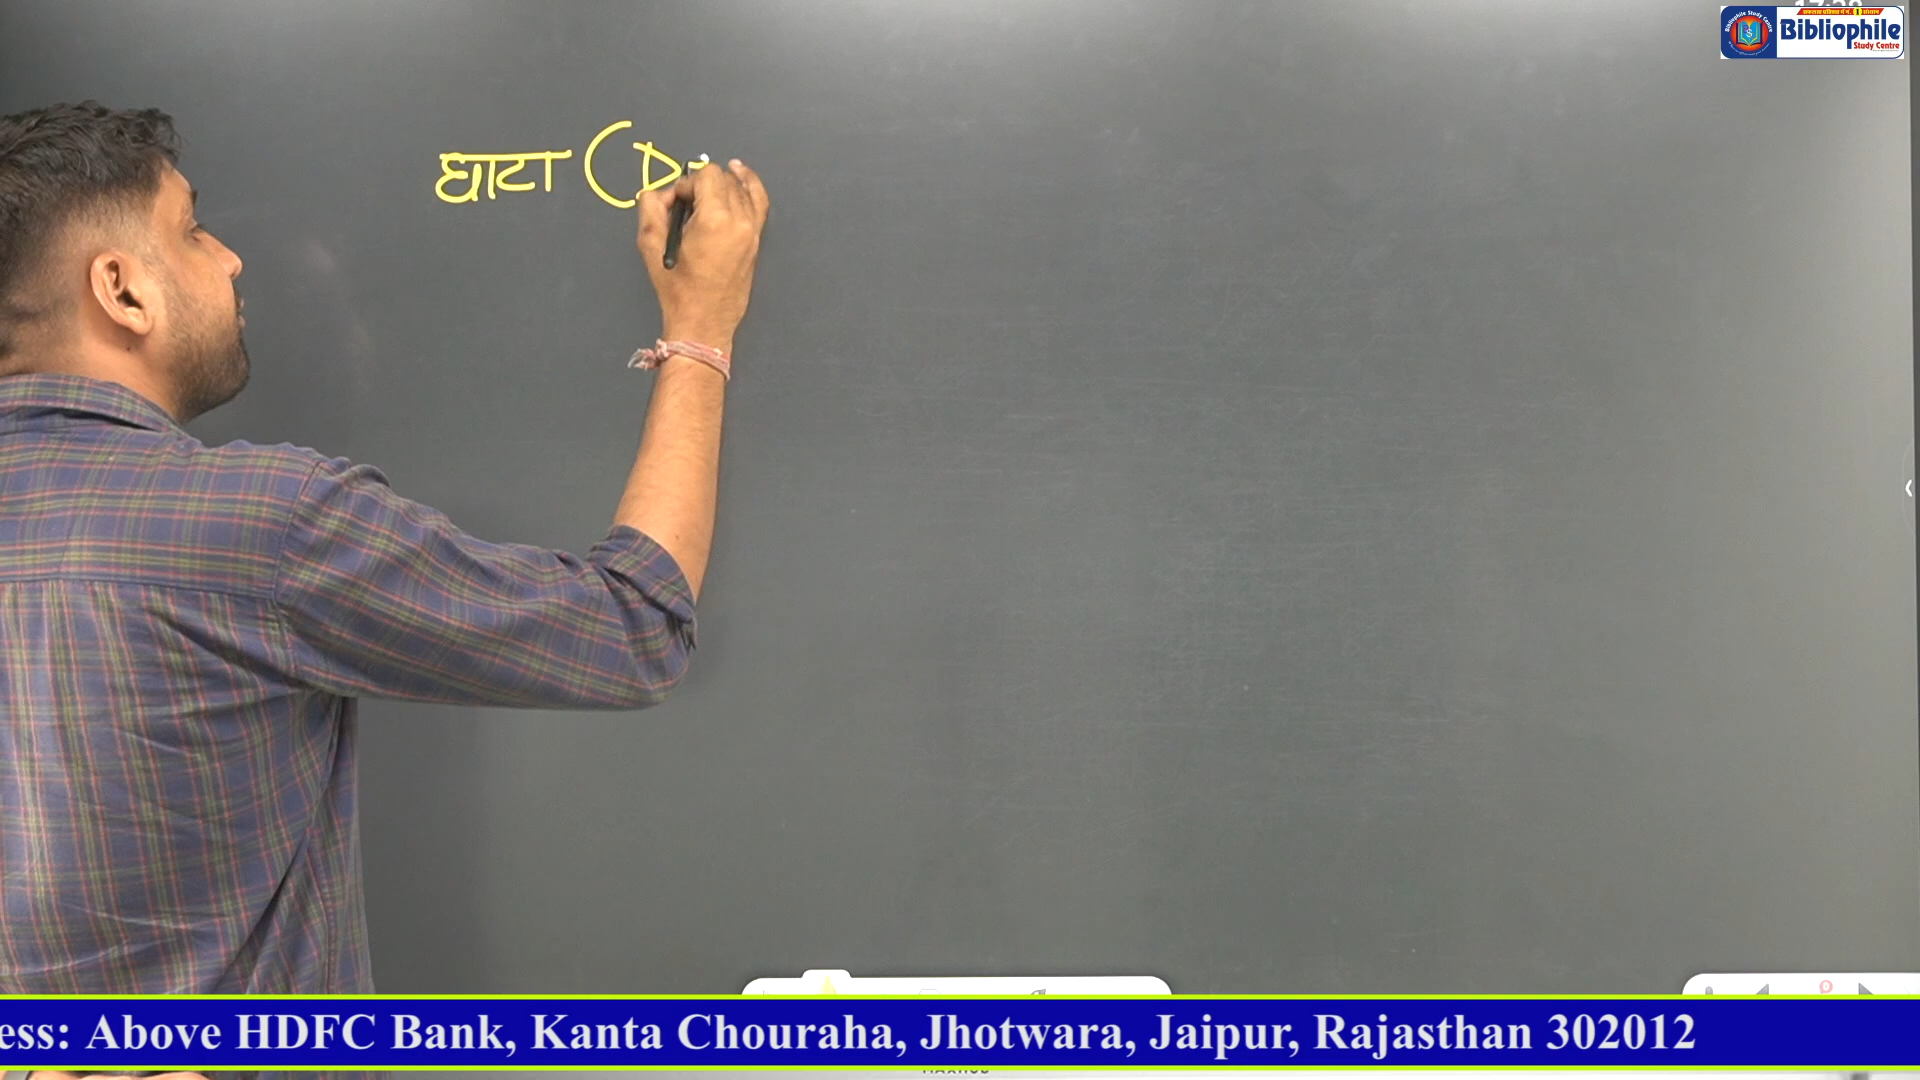 Bibliophile
Study Centre
घाटा (D
ess: Above HDFC Bank, Kanta Chouraha, Jhotwara, Jaipur, Rajasthan 302012